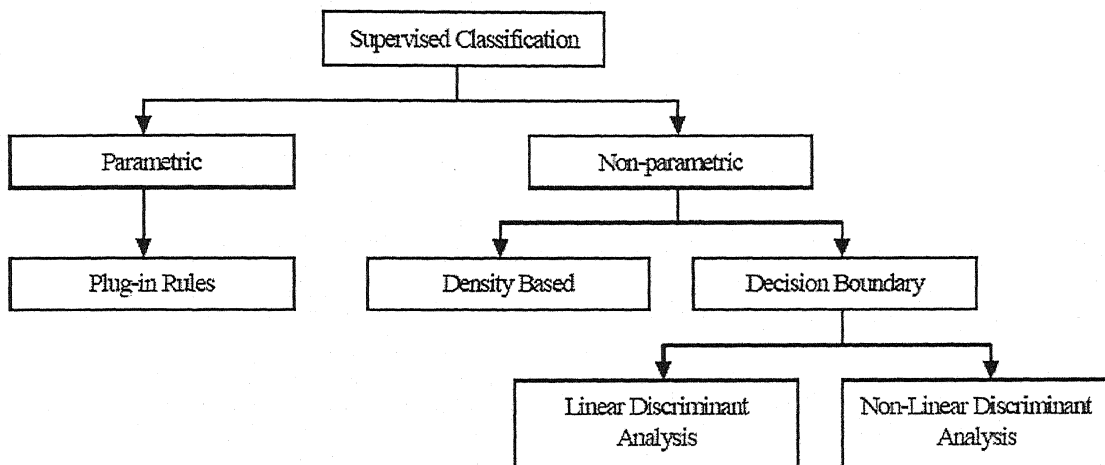 Supervised Classification
Parametric
Non-parametric
Plug-in Rules
Density Based
Decision Boundary
Linear Discriminant
Analysis
Non-Linear Discriminant
Analysis